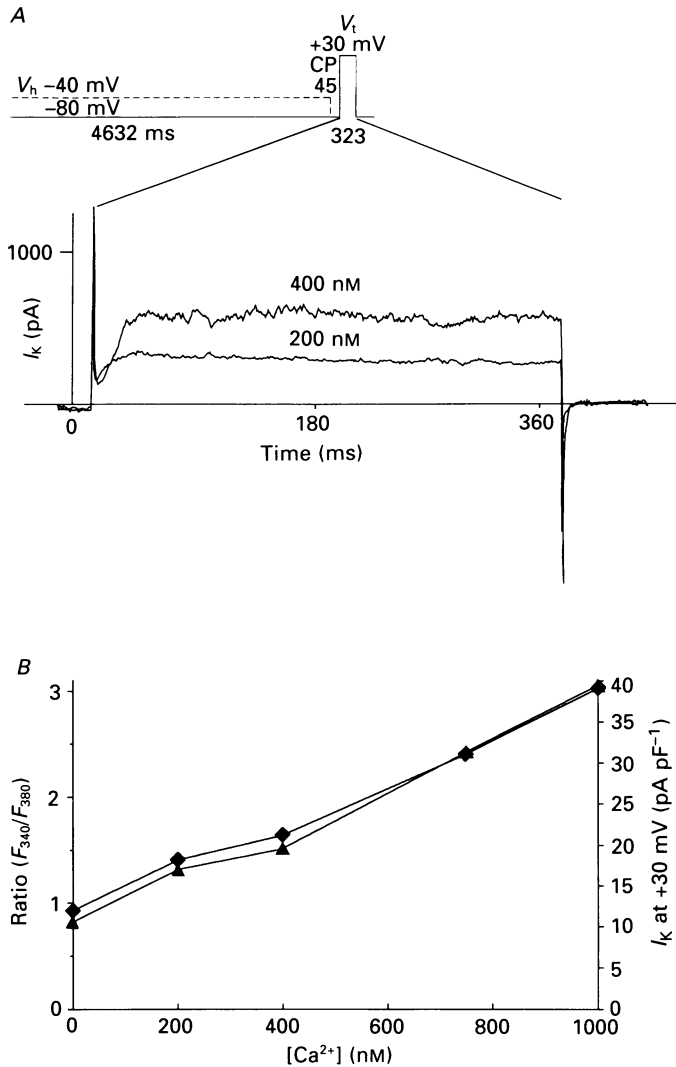 A
Vt
+30 mV
CP
45
Vh −40 mV
−80 mV
4632 ms
323
1000
IK (pA)
400 nM
200 nM
0
180
360
Time (ms)
B
3
2
1
0
Ratio (F340/F380)
40
35
30
25
20
15
10
5
0
IK at +30 mV (pA pF−1)
0
200
400
600
800
1000
[Ca2+] (nM)